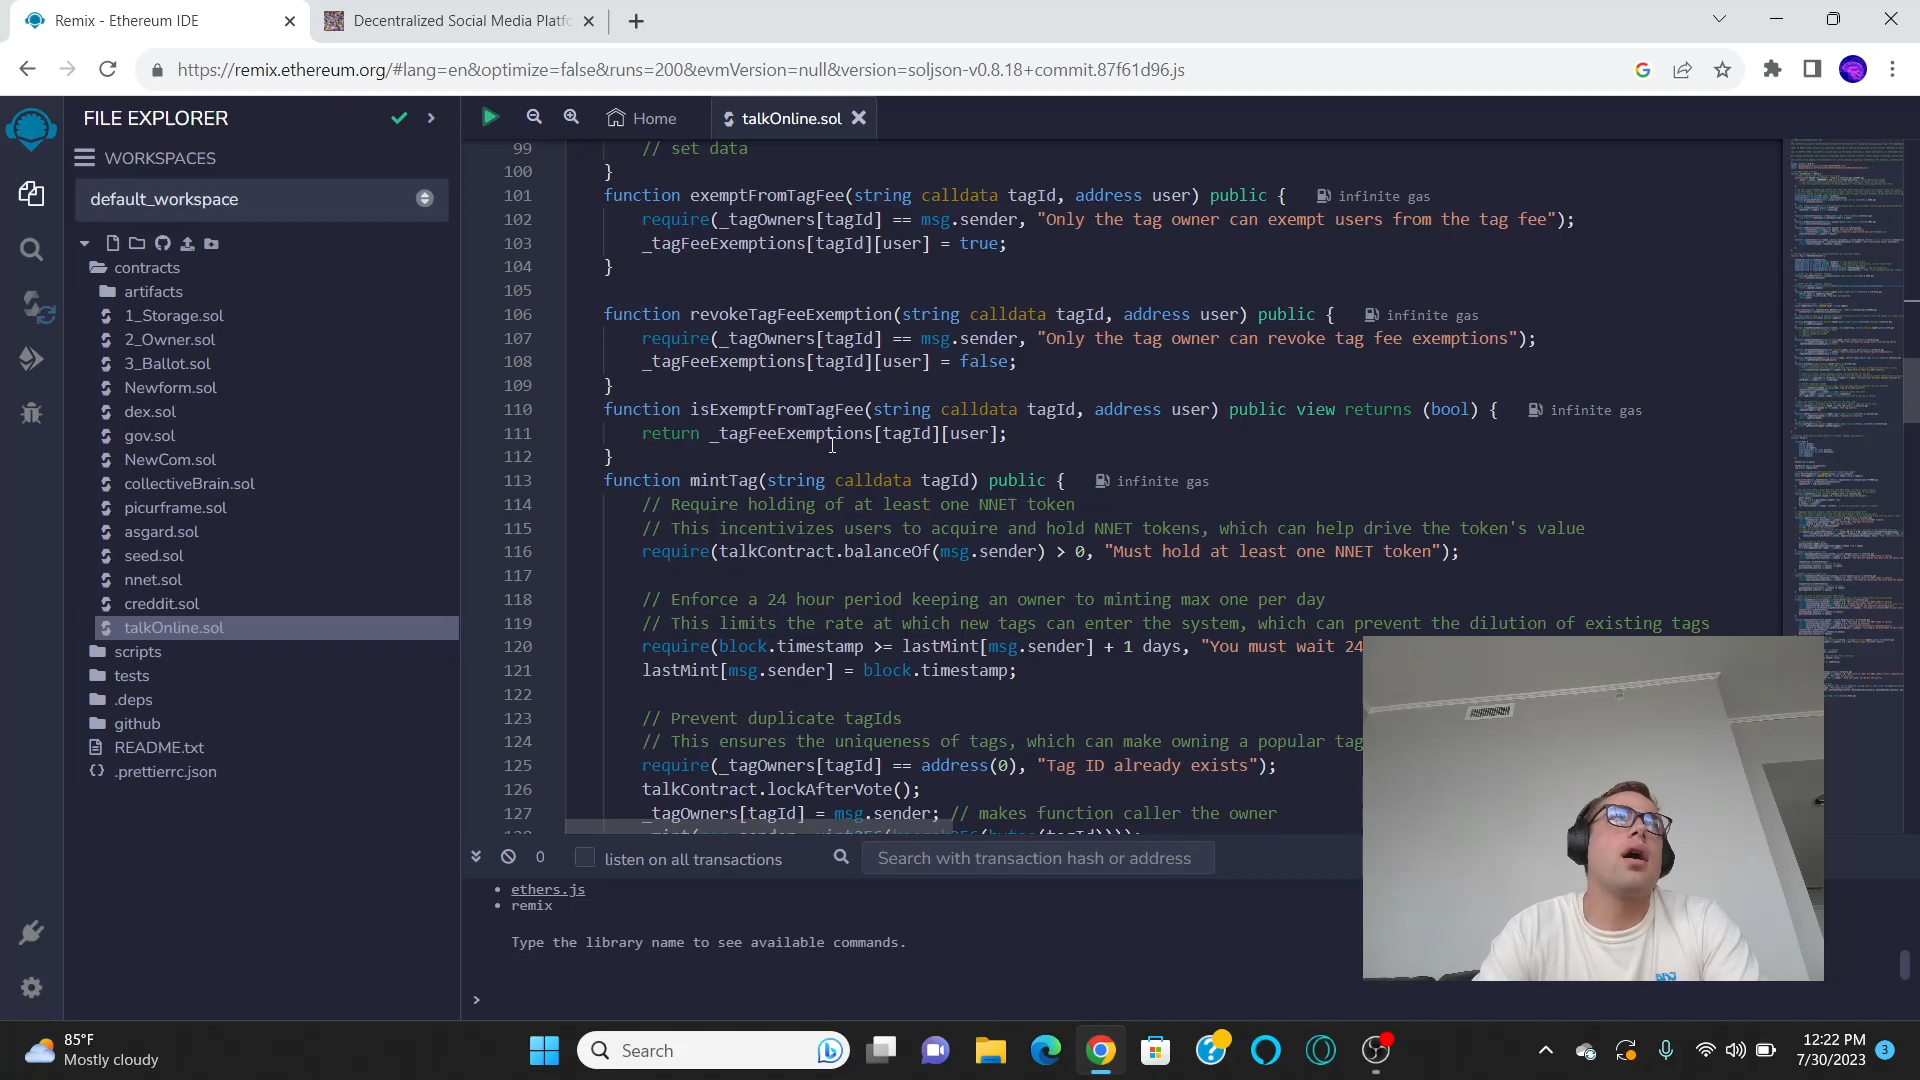 Remix - Ethereum IDE
Decentralized Social Media Platfo
https://remix.ethereum.org/#lang=en&optimize=false&runs=200&evmVersion=null&version=soljson-v0.8.18+commit.87f61d96.js
FILE EXPLORER
Home
talkOnline.sol
WORKSPACES
default_workspace
contracts
artifacts
1_Storage.sol
2_Owner.sol
3_Ballot.sol
Newform.sol
dex.sol
gov.sol
NewCom.sol
collectiveBrain.sol
picurframe.sol
asgard.sol
seed.sol
nnet.sol
creddit.sol
talkOnline.sol
scripts
tests
.deps
github
README.txt
.prettierrc.json
99 // set data
100 }
101 function exemptFromTagFee(string calldata tagId, address user) public { infinite gas
102 require(_tagOwners[tagId] == msg.sender, "Only the tag owner can exempt users from the tag fee");
103 _tagFeeExemptions[tagId][user] = true;
104 }
105
106 function revokeTagFeeExemption(string calldata tagId, address user) public { infinite gas
107 require(_tagOwners[tagId] == msg.sender, "Only the tag owner can revoke tag fee exemptions");
108 _tagFeeExemptions[tagId][user] = false;
109 }
110 function isExemptFromTagFee(string calldata tagId, address user) public view returns (bool) { infinite gas
111 return _tagFeeExemptions[tagId][user];
112 }
113 function mintTag(string calldata tagId) public { infinite gas
114 // Require holding of at least one NNET token
115 // This incentivizes users to acquire and hold NNET tokens, which can help drive the token's value
116 require(talkContract.balanceOf(msg.sender) > 0, "Must hold at least one NNET token");
117
118 // Enforce a 24 hour period keeping an owner to minting max one per day
119 // This limits the rate at which new tags can enter the system, which can prevent the dilution of existing tags
120 require(block.timestamp >= lastMint[msg.sender] + 1 days, "You must wait 24
121 lastMint[msg.sender] = block.timestamp;
122
123 // Prevent duplicate tagIds
124 // This ensures the uniqueness of tags, which can make owning a popular tag
125 require(_tagOwners[tagId] == address(0), "Tag ID already exists");
126 talkContract.lockAfterVote();
127 _tagOwners[tagId] = msg.sender; // makes function caller the owner
0
listen on all transactions
Search with transaction hash or address
ethers.js
remix
Type the library name to see available commands.
>
85°F
Mostly cloudy
Search
12:22 PM
7/30/2023
3